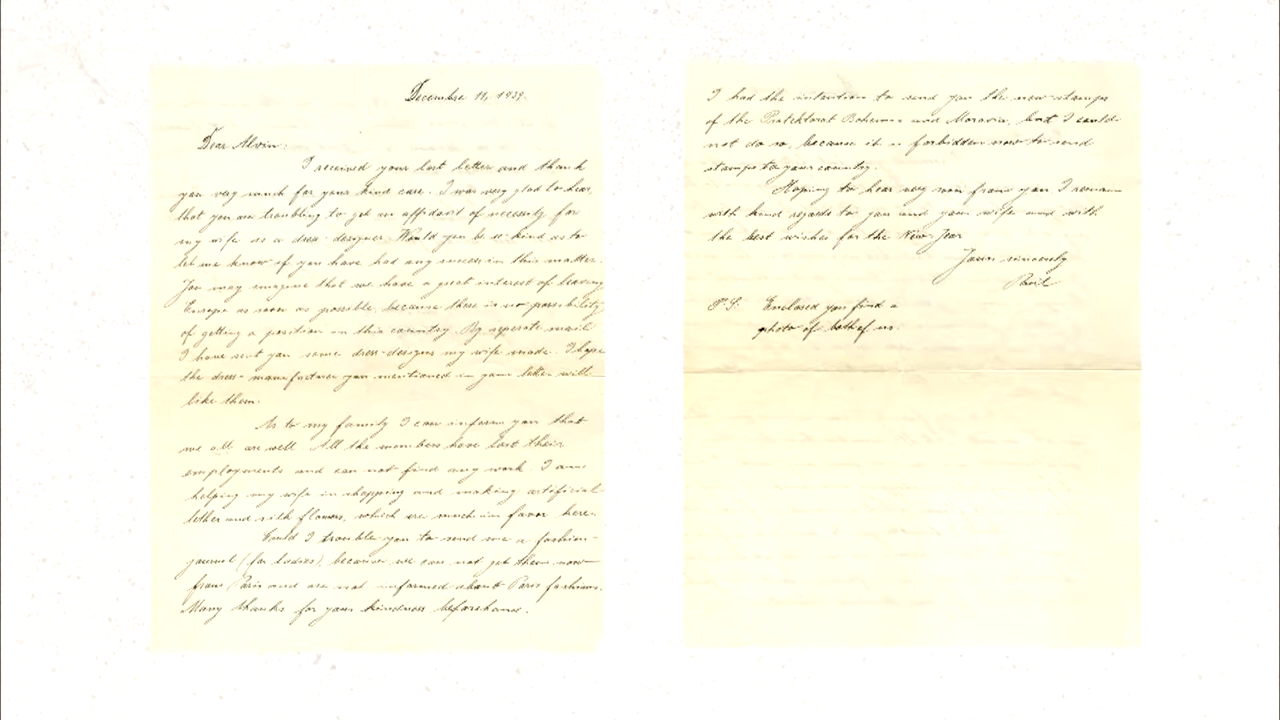 Decembre 11, 1939.
Dear Alvin:
I received your last letter and thank
you very much for your kind care. I was very glad to hear,
that you are troubling to get an affidavit of necessity for
my wife as a dress-designer. Would you be so kind as to
let me know if you have had any success in this matter.
You may imagine that we have a great interest of leaving
Europe as soon as possible, because there is no possibility
of getting a position in this country. By seperate mail
I have sent you some dress-designs my wife made. I hope
the dress-manufacturer you mentioned in your letter will
like them.
As to my family I can inform you that
we all are well. All the members have lost their
employments and can not find any work. I am
helping my wife in shopping and making artificial
lether and silk flowers, which are much in favor here.
Could I trouble you to send me a fashion-
journal (for ladies), because we can not get them now
from Paris and are not informed about Paris fashions.
Many thanks for your kindness beforehand.
I had the intention to send you the new stamps
of the Protektorat Bohemia and Moravia, but I could
not do so, because it is forbidden now to send
stamps to your country.
Hoping to hear very soon from you I remain
with kind regards to you and your wife and with
the best wishes for the New Year
Yours sincerely
Paul
P.S. Enclosed you find a
photo of both of us.